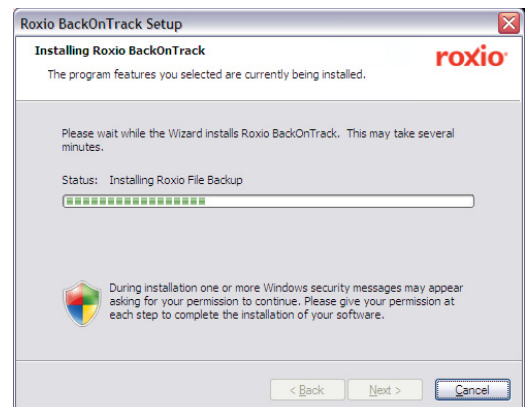 Roxio BackOnTrack Setup
Installing Roxio BackOnTrack
roxio
The program features you selected are currently being installed.
Please wait while the Wizard installs Roxio BackOnTrack. This may take several
minutes.
Status: Installing Roxio File Backup
During installation one or more Windows security messages may appear
asking for your permission to continue. Please give your permission at
each step to complete the installation of your software.
< Back Next > Cancel